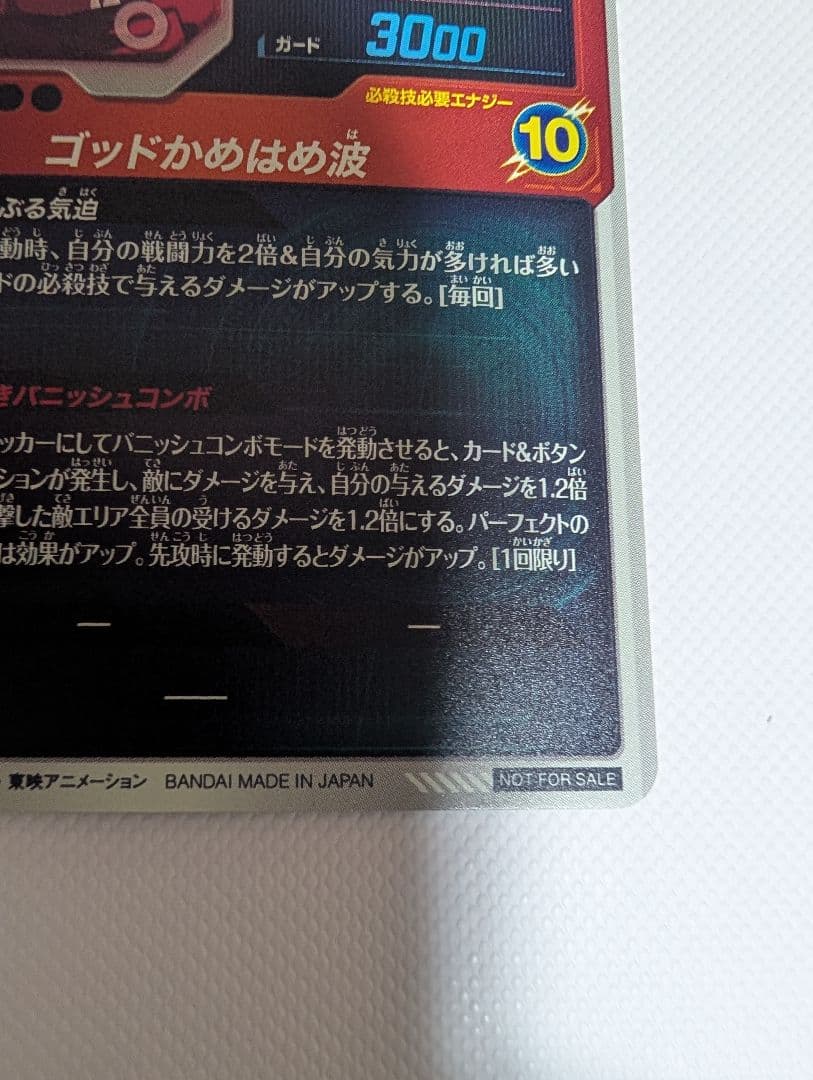 ガード 3000
必殺技必要エナジー
10
ゴッドかめはめ波
ぶる気迫
動時、自分の戦闘力を2倍&自分の気力が多ければ多い
ドの必殺技で与えるダメージがアップする。[毎回]
きバニッシュコンボ
ッカーにしてバニッシュコンボモードを発動させると、カード&ボタン
ションが発生し、敵にダメージを与え、自分の与えるダメージを1.2倍
撃した敵エリア全員の受けるダメージを1.2倍にする。パーフェクトの
は効果がアップ。先攻時に発動するとダメージがアップ。[1回限り]
— —
—
東映アニメーション BANDAI MADE IN JAPAN NOT FOR SALE